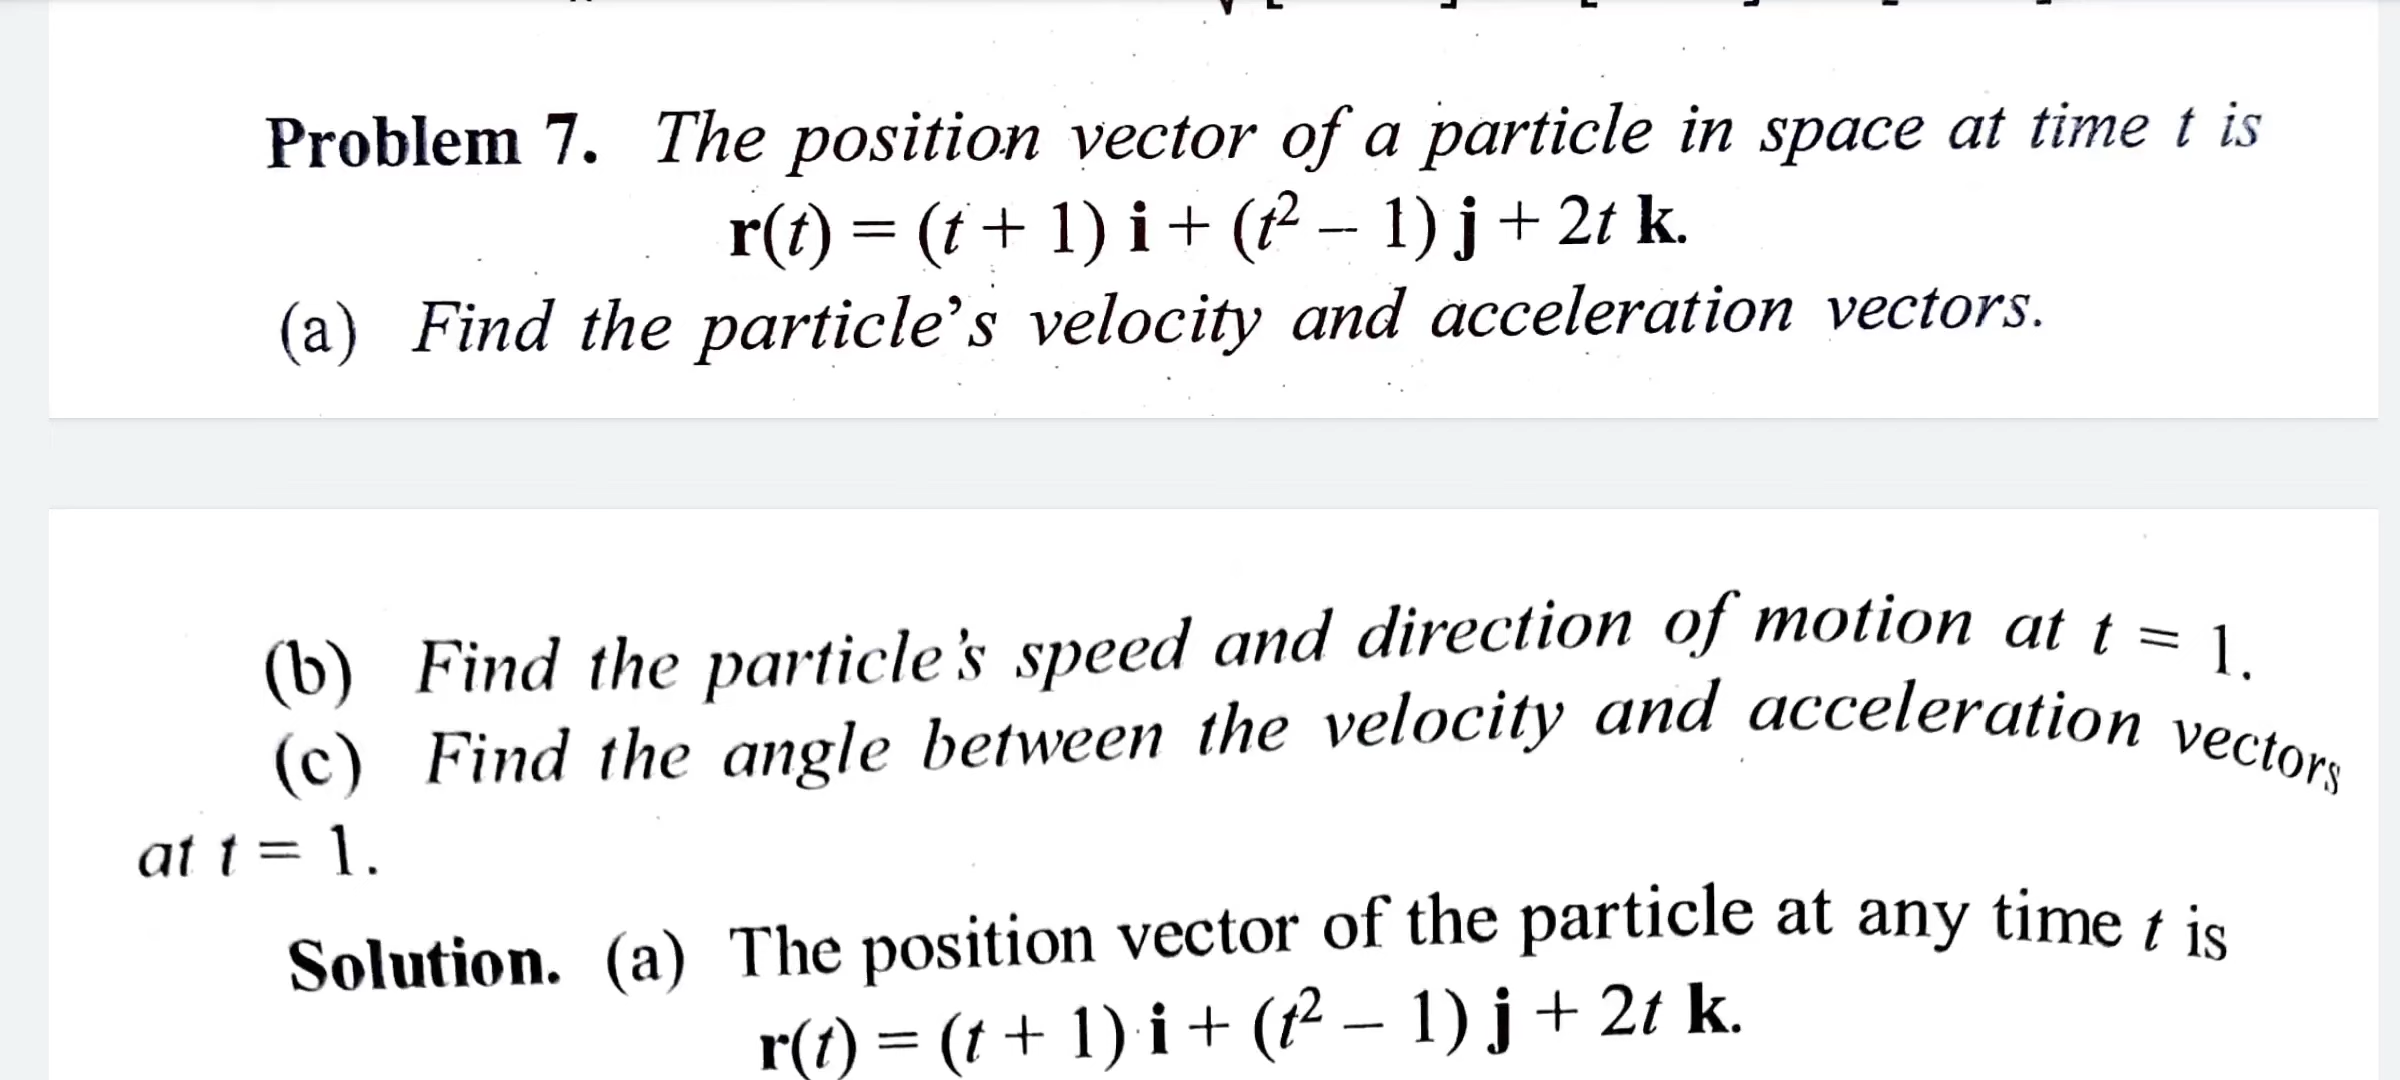 Problem 7. The position vector of a particle in space at time t is
r(t) = (t + 1) i + (t² – 1) j + 2t k.
(a) Find the particle's velocity and acceleration vectors.
(b) Find the particle's speed and direction of motion at t = 1.
(c) Find the angle between the velocity and acceleration vectors
at t = 1.
Solution. (a) The position vector of the particle at any time t is
r(t) = (t + 1) i + (t² – 1) j + 2t k.